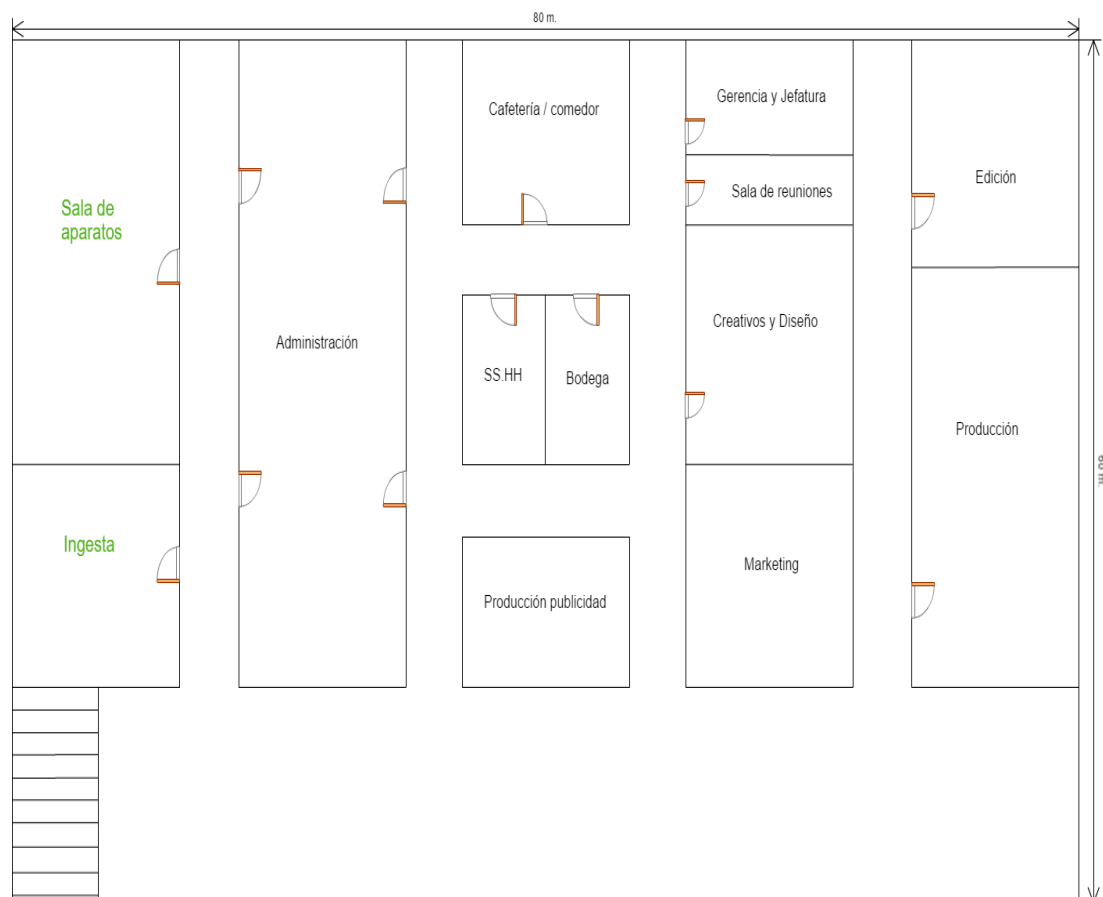 80 m.
Cafetería / comedor
Gerencia y Jefatura
Edición
Sala de reuniones
Sala de
aparatos
Creativos y Diseño
Administración
SS.HH
Bodega
Producción
60 m.
Ingesta
Marketing
Producción publicidad